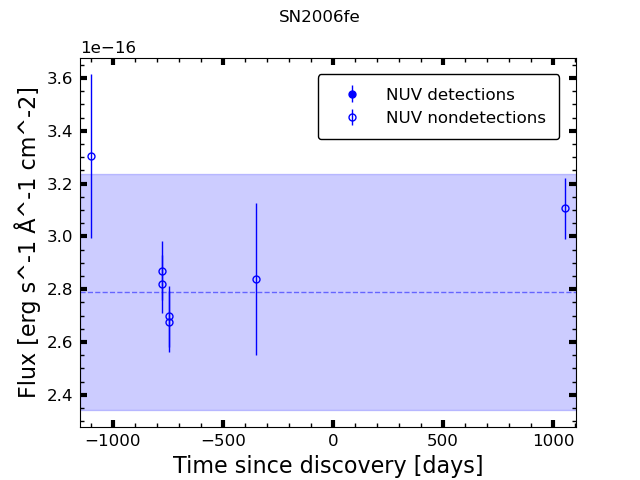 SN2006fe
1e−16
NUV detections
NUV nondetections
3.6
3.4
3.2
3.0
2.8
2.6
2.4
Flux [erg s^-1 Å^-1 cm^-2]
−1000
−500
0
500
1000
Time since discovery [days]